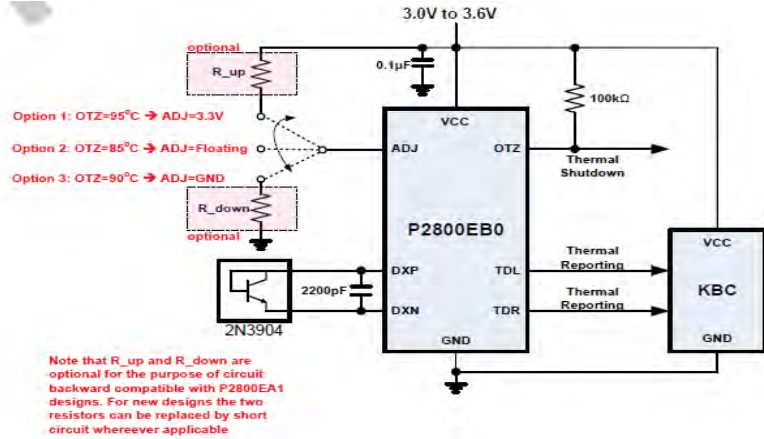 3.0V to 3.6V
optional
R_up
0.1µF
100kΩ
Option 1: OTZ=95°C → ADJ=3.3V
VCC
Option 2: OTZ=85°C → ADJ=Floating
ADJ
OTZ
Thermal
Shutdown
Option 3: OTZ=90°C → ADJ=GND
R_down
optional
P2800EB0
VCC
KBC
GND
DXP
TDL
Thermal
Reporting
2200pF
DXN
TDR
Thermal
Reporting
2N3904
GND
Note that R_up and R_down are
optional for the purpose of circuit
backward compatible with P2800EA1
designs. For new designs the two
resistors can be replaced by short
circuit whereever applicable